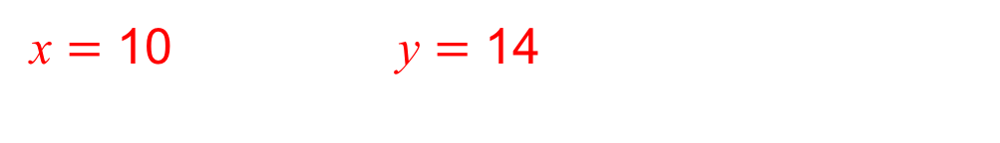 x = 10 y = 14